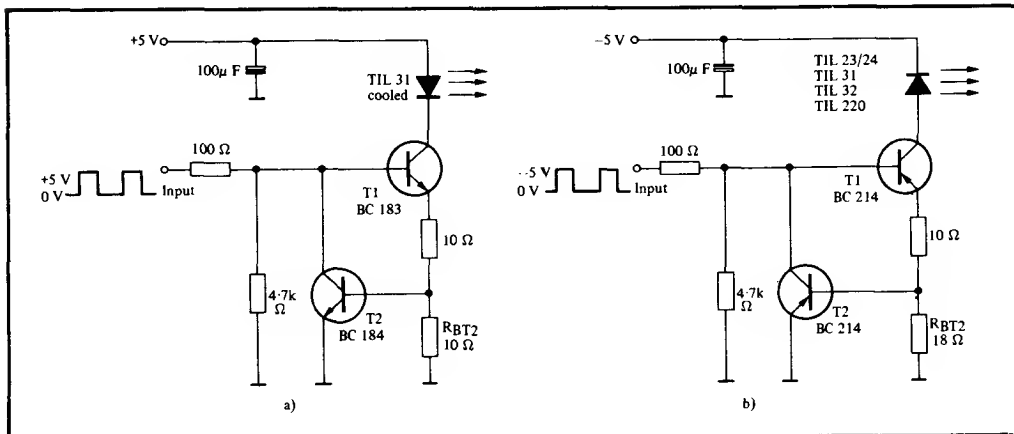 +5 V
100μ F
TIL 31
cooled
100 Ω
+5 V
0 V
Input
T1
BC 183
10 Ω
4·7k
Ω
T2
BC 184
RBT2
10 Ω
a)
−5 V
100μ F
TIL 23/24
TIL 31
TIL 32
TIL 220
100 Ω
−5 V
0 V
Input
T1
BC 214
10 Ω
4·7k
Ω
T2
BC 214
RBT2
18 Ω
b)